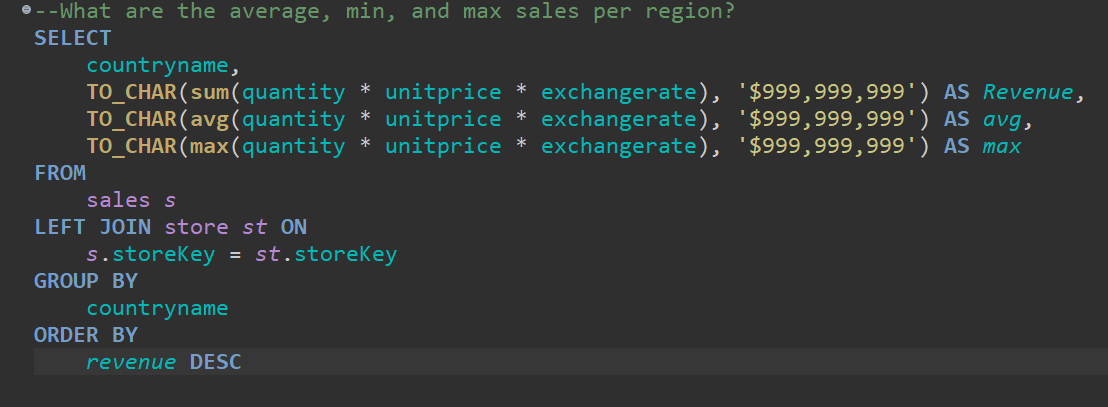 --What are the average, min, and max sales per region?
SELECT
countryname,
TO_CHAR(sum(quantity * unitprice * exchangerate), '$999,999,999') AS Revenue,
TO_CHAR(avg(quantity * unitprice * exchangerate), '$999,999,999') AS avg,
TO_CHAR(max(quantity * unitprice * exchangerate), '$999,999,999') AS max
FROM
sales s
LEFT JOIN store st ON
s.storeKey = st.storeKey
GROUP BY
countryname
ORDER BY
revenue DESC